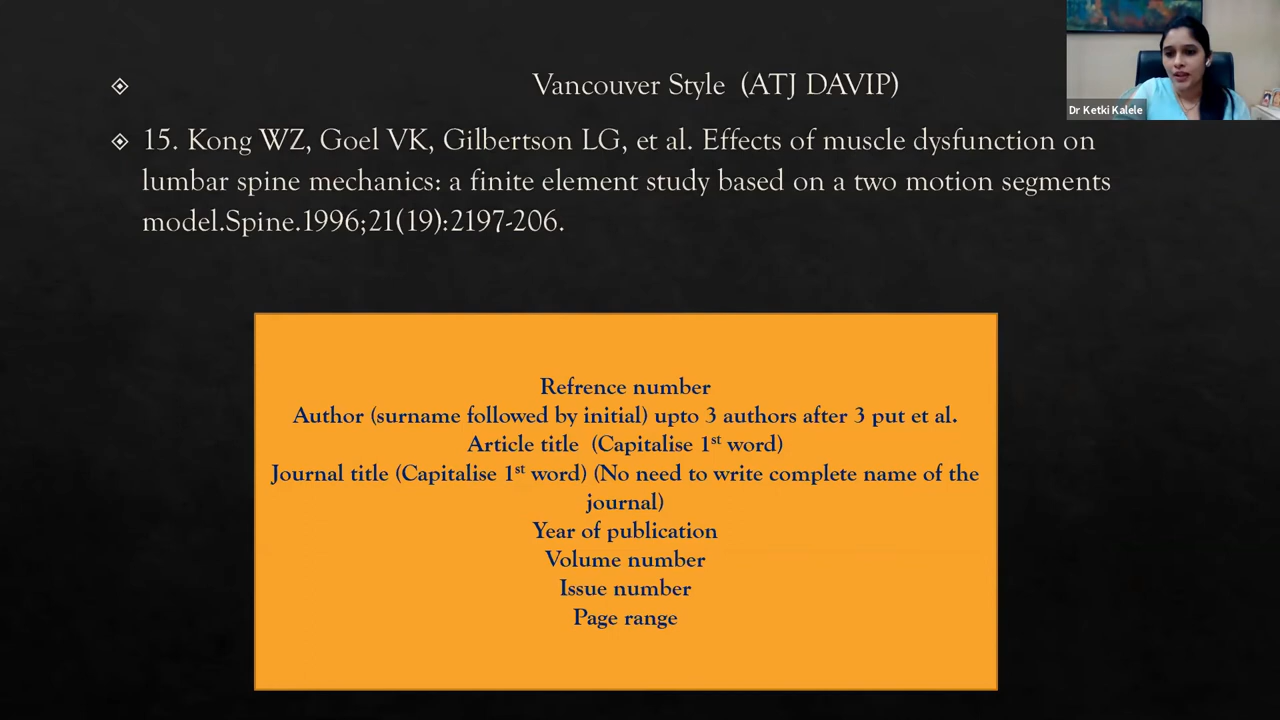 Vancouver Style (ATJ DAVIP)
Dr Ketki Kalele
15. Kong WZ, Goel VK, Gilbertson LG, et al. Effects of muscle dysfunction on
lumbar spine mechanics: a finite element study based on a two motion segments
model.Spine.1996;21(19):2197-206.
Refrence number
Author (surname followed by initial) upto 3 authors after 3 put et al.
Article title (Capitalise 1st word)
Journal title (Capitalise 1st word) (No need to write complete name of the
journal)
Year of publication
Volume number
Issue number
Page range